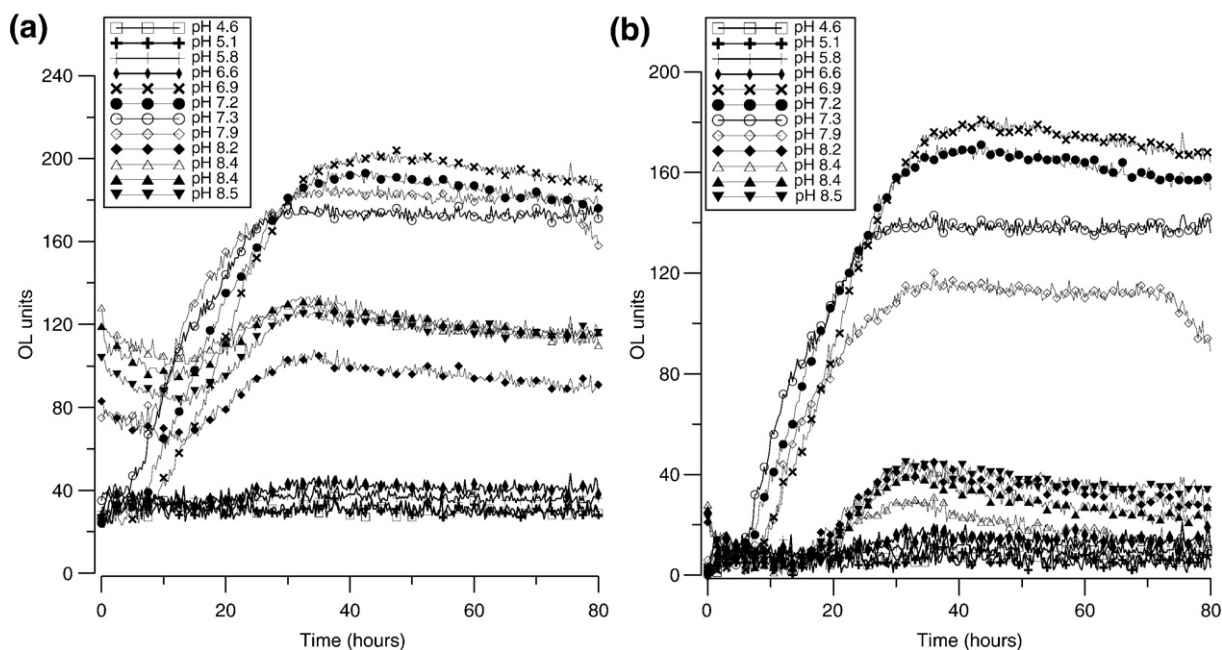 (a)
pH 4.6
pH 5.1
pH 5.8
pH 6.6
pH 6.9
pH 7.2
pH 7.3
pH 7.9
pH 8.2
pH 8.4
pH 8.4
pH 8.5
240
200
160
120
80
40
0
OL units
0 20 40 60 80
Time (hours)
(b)
pH 4.6
pH 5.1
pH 5.8
pH 6.6
pH 6.9
pH 7.2
pH 7.3
pH 7.9
pH 8.2
pH 8.4
pH 8.4
pH 8.5
200
160
120
80
40
0
OL units
0 20 40 60 80
Time (hours)